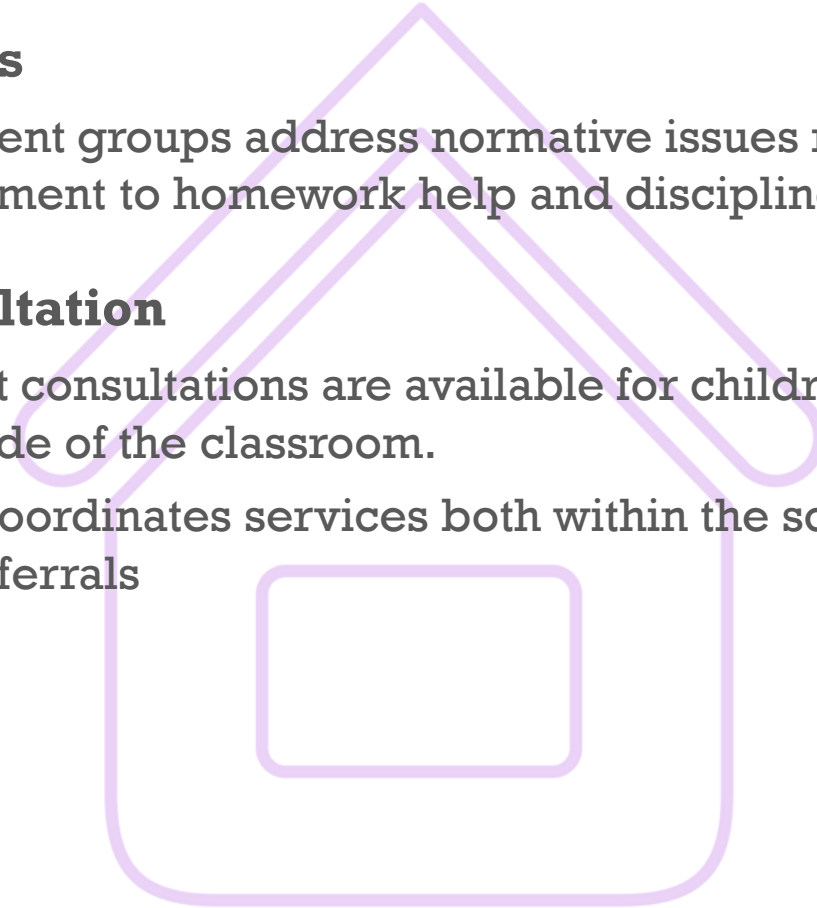 s
ent groups address normative issues
ment to homework help and disciplin
ltation
t consultations are available for childr
de of the classroom.
oordinates services both within the sc
ferrals